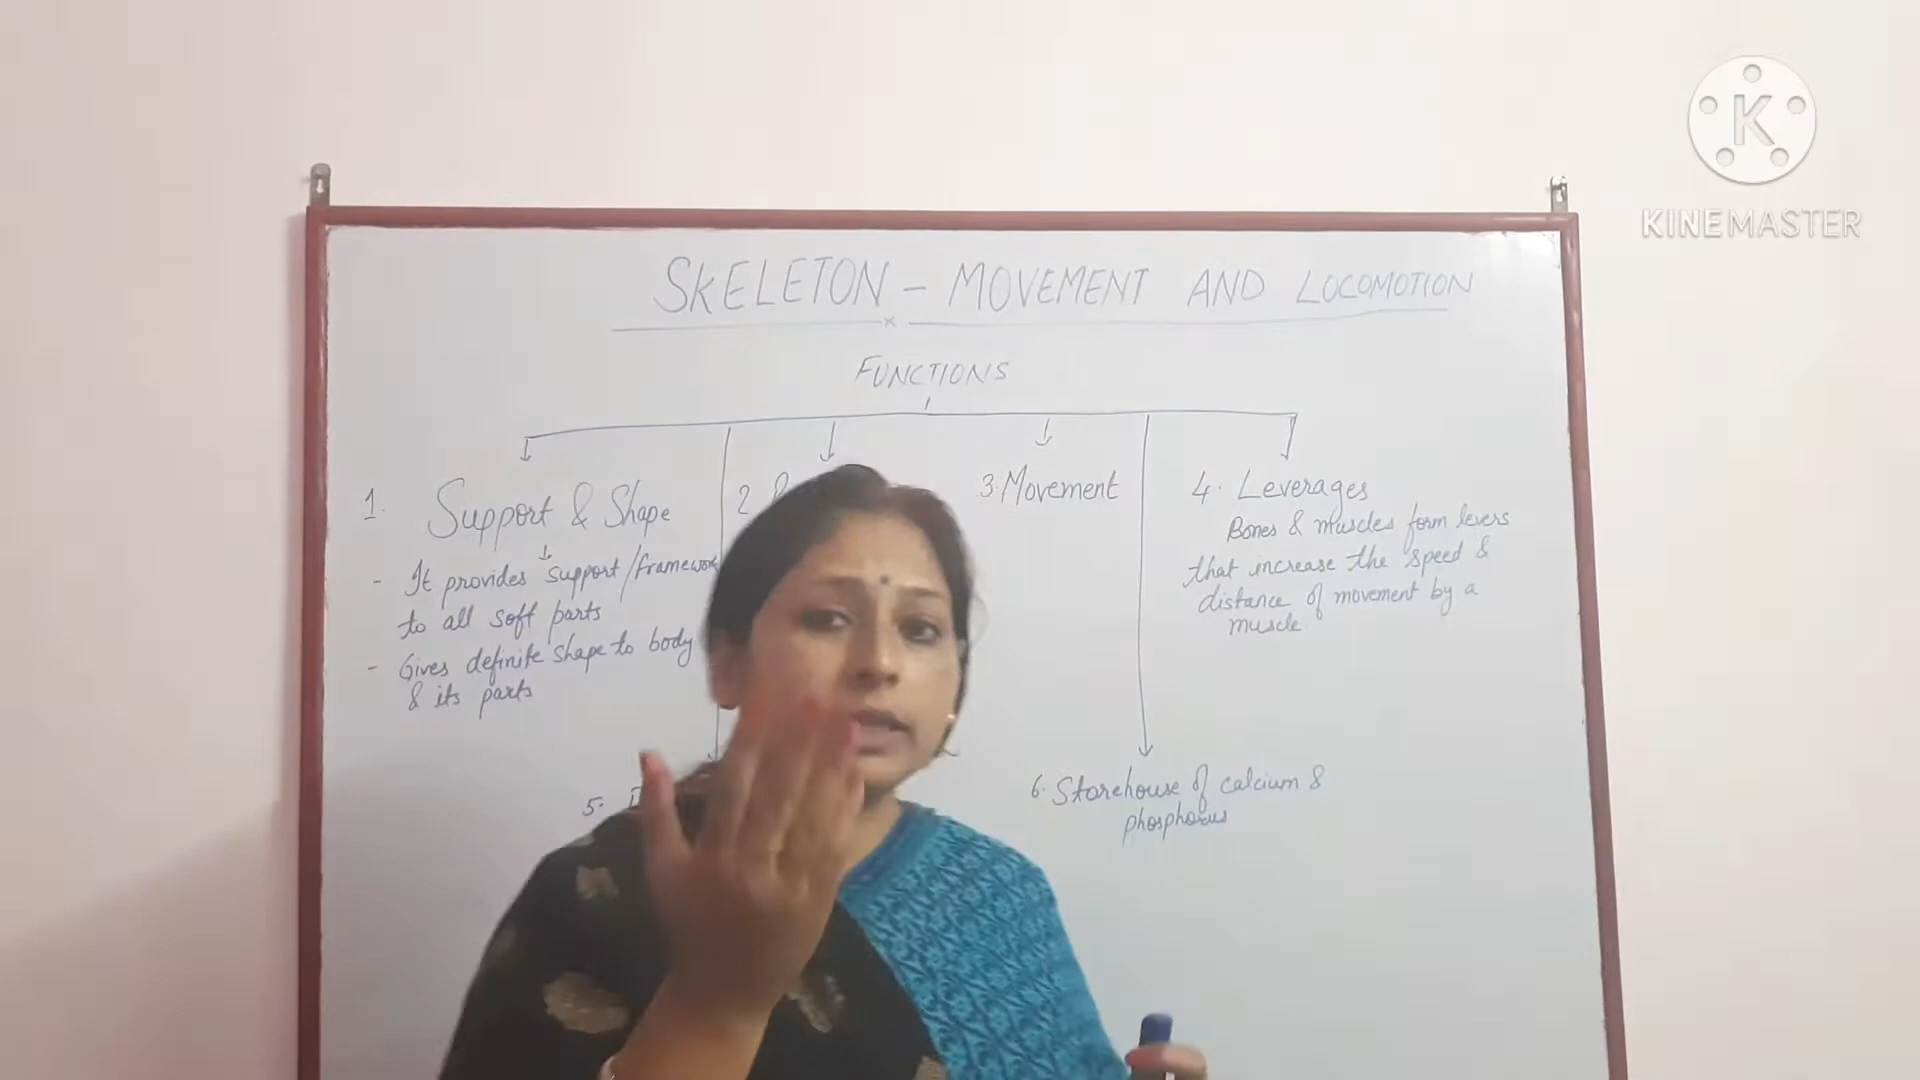 K
KINEMASTER
SKELETON - MOVEMENT AND LOCOMOTION
FUNCTIONS
1. Support & Shape
- It provides support/framework
to all soft parts
- Gives definite shape to body
& its parts
2
3. Movement
4. Leverages
Bones & muscles form levers
that increase the speed &
distance of movement by a
muscle
5.
6. Storehouse of calcium &
phosphorus